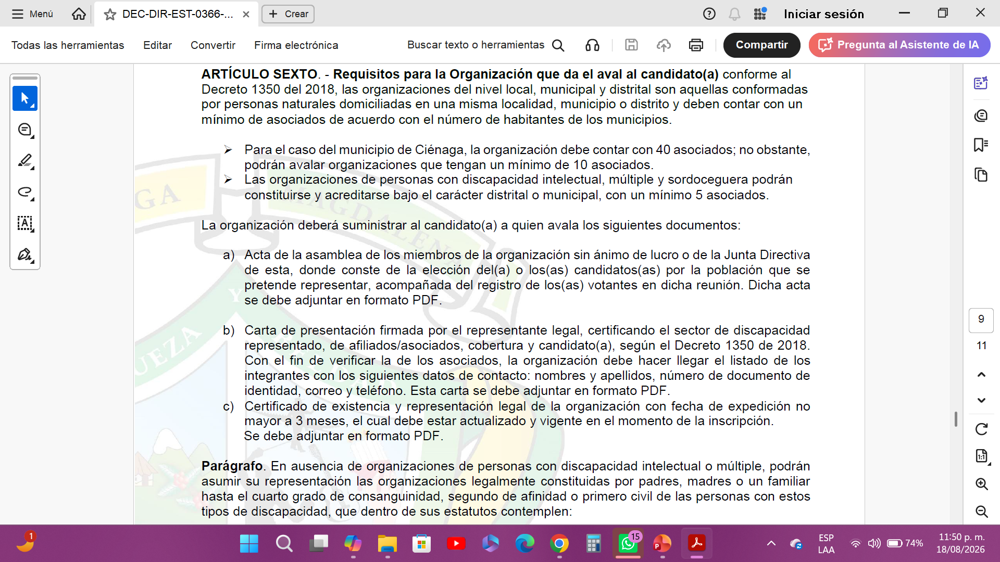 Menú
DEC-DIR-EST-0366-...
Crear
Iniciar sesión
Todas las herramientas
Editar
Convertir
Firma electrónica
Buscar texto o herramientas
Compartir
Pregunta al Asistente de IA
ARTÍCULO SEXTO. - Requisitos para la Organización que da el aval al candidato(a) conforme al
Decreto 1350 del 2018, las organizaciones del nivel local, municipal y distrital son aquellas conformadas
por personas naturales domiciliadas en una misma localidad, municipio o distrito y deben contar con un
mínimo de asociados de acuerdo con el número de habitantes de los municipios.
➢ Para el caso del municipio de Ciénaga, la organización debe contar con 40 asociados; no obstante,
podrán avalar organizaciones que tengan un mínimo de 10 asociados.
➢ Las organizaciones de personas con discapacidad intelectual, múltiple y sordoceguera podrán
constituirse y acreditarse bajo el carácter distrital o municipal, con un mínimo 5 asociados.
GA
MAGDALENA
La organización deberá suministrar al candidato(a) a quien avala los siguientes documentos:
a) Acta de la asamblea de los miembros de la organización sin ánimo de lucro o de la Junta Directiva
de esta, donde conste de la elección del(a) o los(as) candidatos(as) por la población que se
pretende representar, acompañada del registro de los(as) votantes en dicha reunión. Dicha acta
se debe adjuntar en formato PDF.
Y
UEZA
b) Carta de presentación firmada por el representante legal, certificando el sector de discapacidad
representado, de afiliados/asociados, cobertura y candidato(a), según el Decreto 1350 de 2018.
Con el fin de verificar la de los asociados, la organización debe hacer llegar el listado de los
integrantes con los siguientes datos de contacto: nombres y apellidos, número de documento de
identidad, correo y teléfono. Esta carta se debe adjuntar en formato PDF.
c) Certificado de existencia y representación legal de la organización con fecha de expedición no
mayor a 3 meses, el cual debe estar actualizado y vigente en el momento de la inscripción.
Se debe adjuntar en formato PDF.
Parágrafo. En ausencia de organizaciones de personas con discapacidad intelectual o múltiple, podrán
asumir su representación las organizaciones legalmente constituidas por padres, madres o un familiar
hasta el cuarto grado de consanguinidad, segundo de afinidad o primero civil de las personas con estos
tipos de discapacidad, que dentro de sus estatutos contemplen:
9
11
1:1
1
15
ESP
LAA
74%
11:50 p. m.
18/08/2026